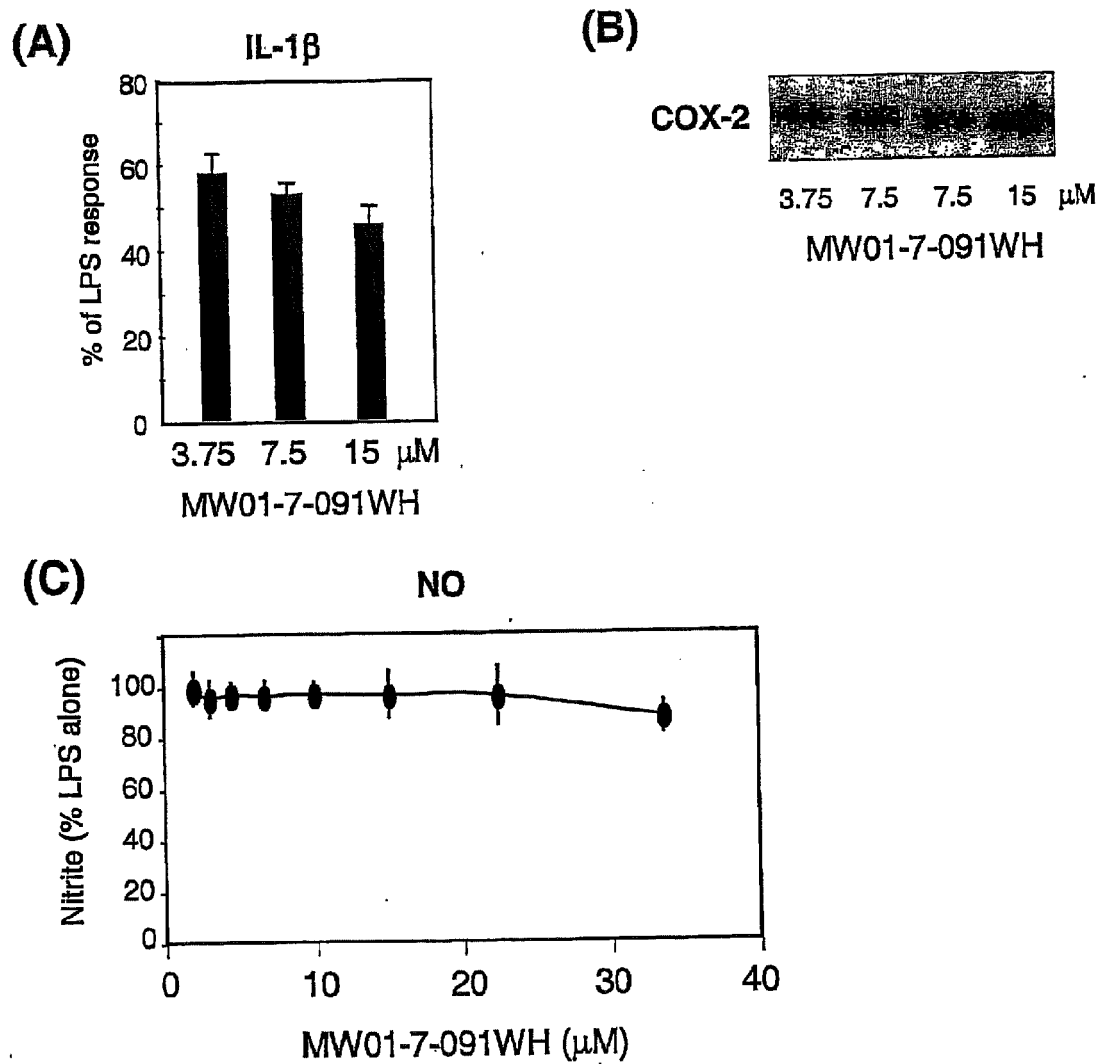 (A)
IL-1β
80
60
40
20
0
% of LPS response
3.75 7.5 15 μM
MW01-7-091WH
(B)
COX-2
3.75 7.5 7.5 15 μM
MW01-7-091WH
(C)
NO
100
80
60
40
20
0
Nitrite (% LPS alone)
0 10 20 30 40
MW01-7-091WH (μM)